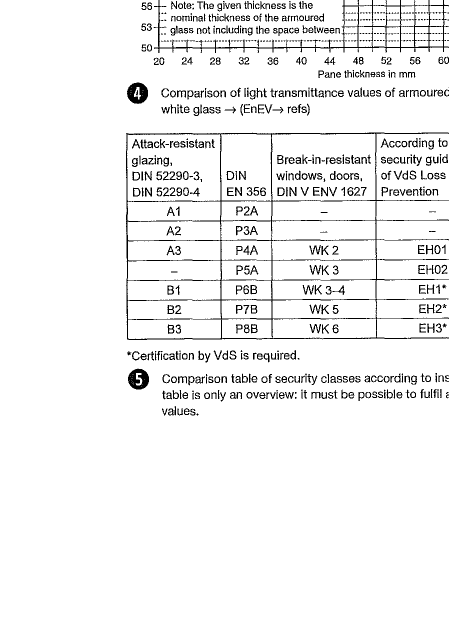 56 Note: The given thickness is the
nominal thickness of the armoured
53 glass not including the space between
50
20 24 28 32 36 40 44 48 52 56 60
Pane thickness in mm
4 Comparison of light transmittance values of armoured
white glass → (EnEV→ refs)
Attack-resistant glazing, DIN 52290-3, DIN 52290-4 | DIN EN 356 | Break-in-resistant windows, doors, DIN V ENV 1627 | According to security guid of VdS Loss Prevention
A1 P2A – –
A2 P3A – –
A3 P4A WK 2 EH01
– P5A WK 3 EH02
B1 P6B WK 3–4 EH1*
B2 P7B WK 5 EH2*
B3 P8B WK 6 EH3*
*Certification by VdS is required.
5 Comparison table of security classes according to ins
table is only an overview: it must be possible to fulfil a
values.